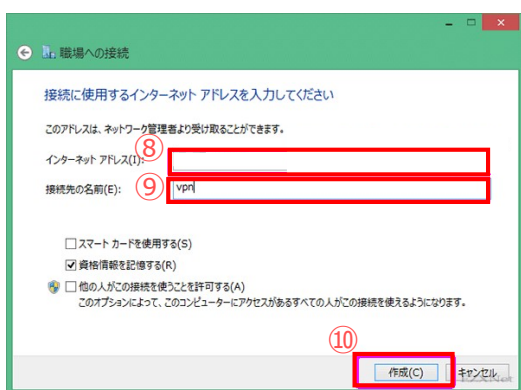 職場への接続
接続に使用するインターネット アドレスを入力してください
このアドレスは、ネットワーク管理者より受け取ることができます。
インターネット アドレス(I):
⑧
接続先の名前(E):
⑨
vpn
スマート カードを使用する(S)
資格情報を記憶する(R)
他の人がこの接続を使うことを許可する(A)
このオプションによって、このコンピューターにアクセスがあるすべての人がこの接続を使えるようになります。
⑩
作成(C)
キャンセル